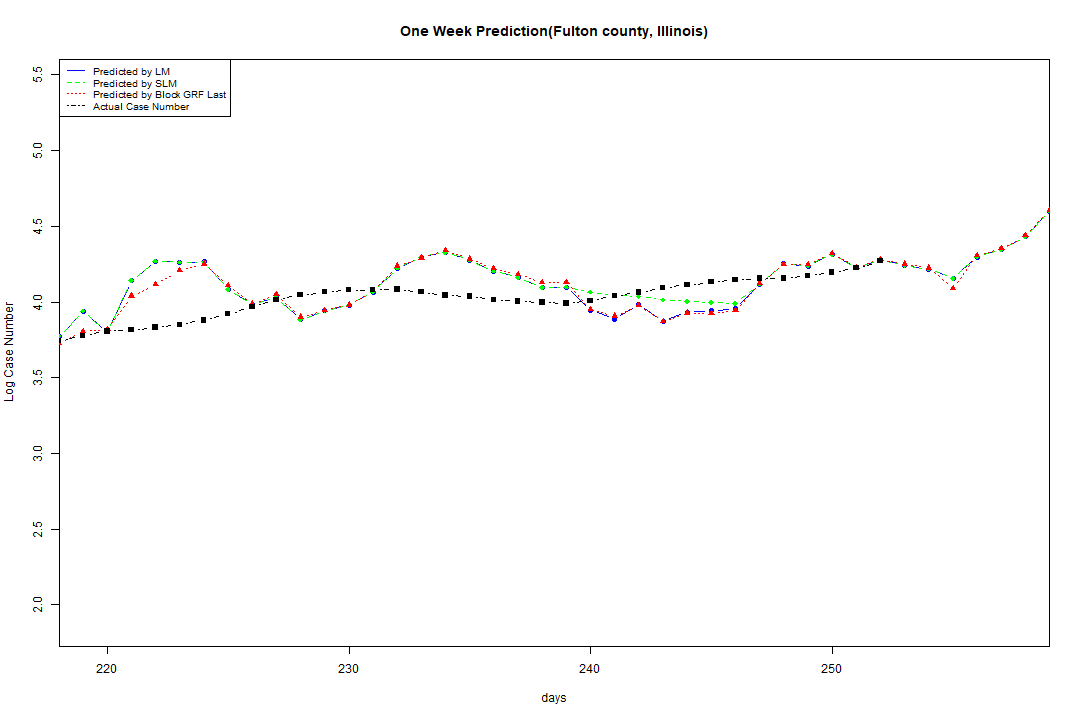 One Week Prediction(Fulton county, Illinois)
Predicted by LM
Predicted by SLM
Predicted by Block GRF Last
Actual Case Number
5.5
5.0
4.5
4.0
3.5
3.0
2.5
2.0
Log Case Number
220 230 240 250
days